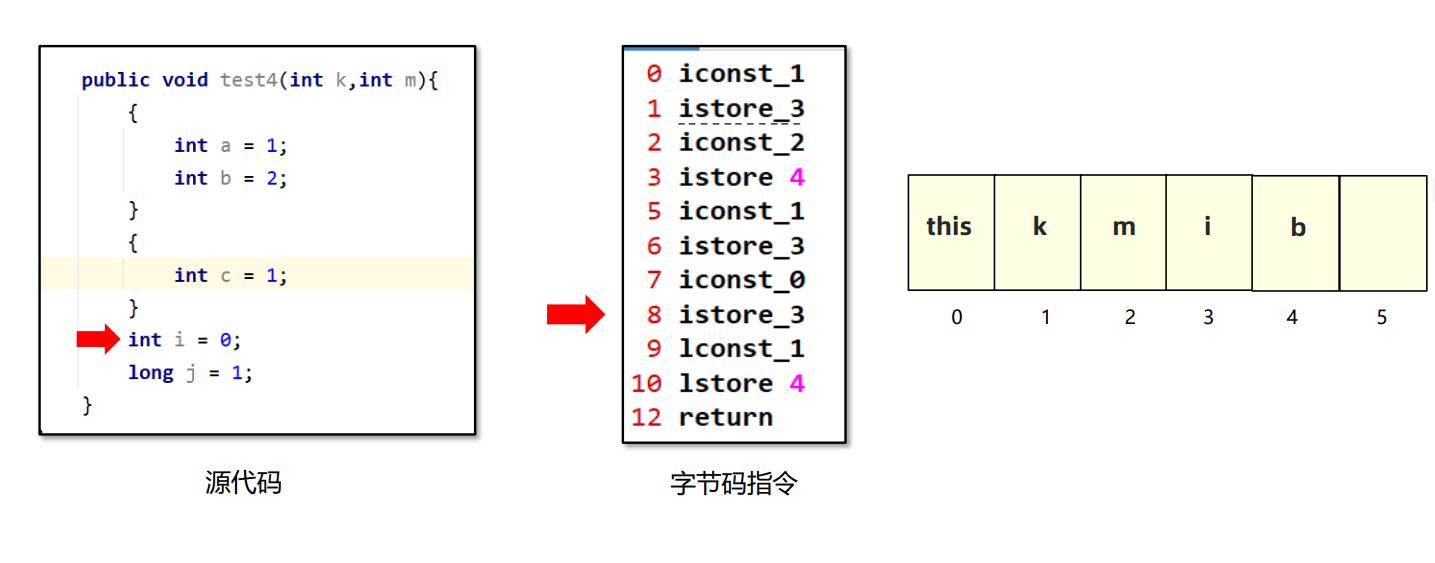 public void test4(int k,int m){
{
int a = 1;
int b = 2;
}
{
int c = 1;
}
int i = 0;
long j = 1;
}
源代码
0 iconst_1
1 istore_3
2 iconst_2
3 istore 4
5 iconst_1
6 istore_3
7 iconst_0
8 istore_3
9 lconst_1
10 lstore 4
12 return
字节码指令
this k m i b
0 1 2 3 4 5